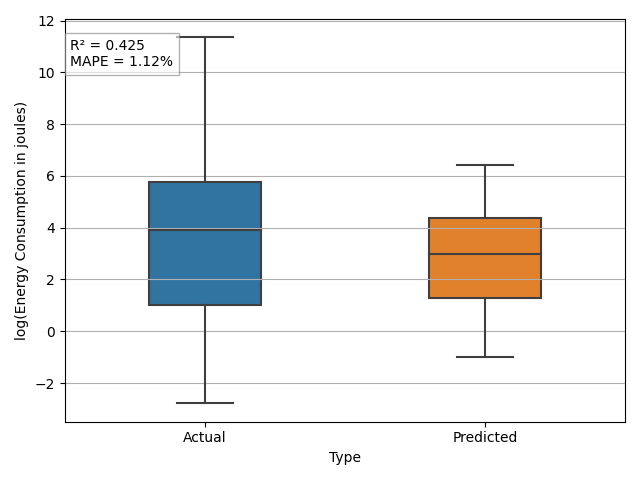 R² = 0.425
MAPE = 1.12%
log(Energy Consumption in joules)
12
10
8
6
4
2
0
−2
Actual
Predicted
Type